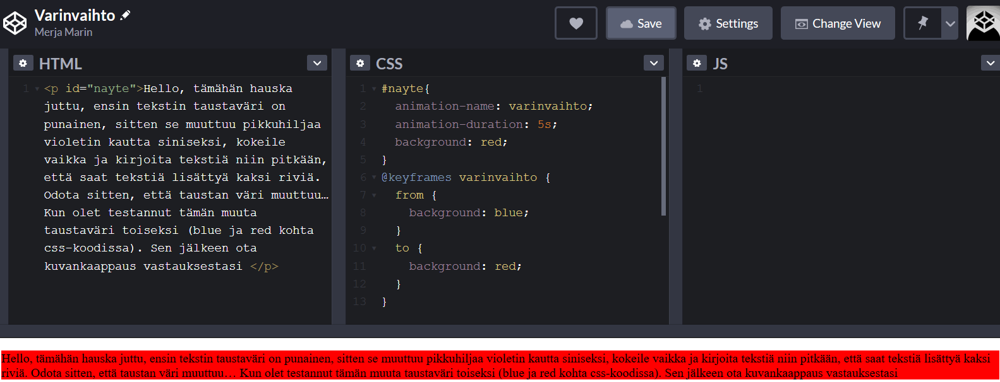 Varinvaihto
Merja Marin
Save
Settings
Change View
HTML
1 <p id="nayte">Hello, tämähän hauska
juttu, ensin tekstin taustaväri on
punainen, sitten se muuttuu pikkuhiljaa
violetin kautta siniseksi, kokeile
vaikka ja kirjoita tekstiä niin pitkään,
että saat tekstiä lisättyä kaksi riviä.
Odota sitten, että taustan väri muuttuu…
Kun olet testannut tämän muuta
taustaväri toiseksi (blue ja red kohta
css-koodissa). Sen jälkeen ota
kuvankaappaus vastauksestasi </p>
CSS
1 #nayte{
2 animation-name: varinvaihto;
3 animation-duration: 5s;
4 background: red;
5 }
6 @keyframes varinvaihto {
7 from {
8 background: blue;
9 }
10 to {
11 background: red;
12 }
13 }
JS
1
Hello, tämähän hauska juttu, ensin tekstin taustaväri on punainen, sitten se muuttuu pikkuhiljaa violetin kautta siniseksi, kokeile vaikka ja kirjoita tekstiä niin pitkään, että saat tekstiä lisättyä kaksi
riviä. Odota sitten, että taustan väri muuttuu… Kun olet testannut tämän muuta taustaväri toiseksi (blue ja red kohta css-koodissa). Sen jälkeen ota kuvankaappaus vastauksestasi